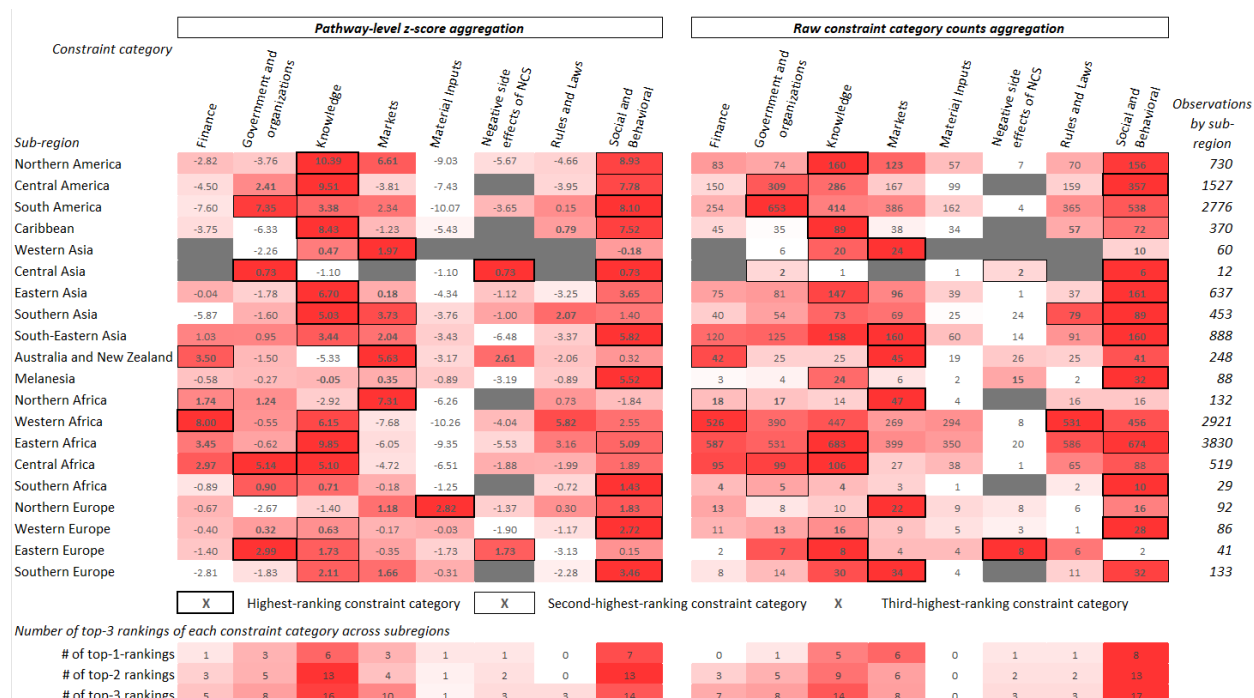 Pathway-level z-score aggregation Raw constraint category counts aggregation
Constraint category
Finance Government and organizations Knowledge Markets Material Inputs Negative side effects of NCS Rules and Laws Social and Behavioral Finance Government and organizations Knowledge Markets Material Inputs Negative side effects of NCS Rules and Laws Social and Behavioral Observations by sub-region
Sub-region
Northern America -2.82 -3.76 10.39 6.61 -9.03 -5.67 -4.66 8.93 83 74 160 123 57 7 70 156 730
Central America -4.50 2.41 9.51 -3.81 -7.43 -3.95 7.78 150 309 286 167 99 159 357 1527
South America -7.60 7.35 3.38 2.34 -10.07 -3.65 0.15 8.10 254 653 414 386 162 4 365 538 2776
Caribbean -3.75 -6.33 8.43 -1.23 -5.43 0.79 7.52 45 35 89 38 34 57 72 370
Western Asia -2.26 0.47 1.97 -0.18 6 20 24 10 60
Central Asia 0.73 -1.10 -1.10 0.73 0.73 2 1 1 2 6 12
Eastern Asia -0.04 -1.78 6.70 0.18 -4.34 -1.12 -3.25 3.65 75 81 147 96 39 1 37 161 637
Southern Asia -5.87 -1.60 5.03 3.73 -3.76 -1.00 2.07 1.40 40 54 73 69 25 24 79 89 453
South-Eastern Asia 1.03 0.95 3.44 2.04 -3.43 -6.48 -3.37 5.82 120 125 158 160 60 14 91 160 888
Australia and New Zealand 3.50 -1.50 -5.33 5.63 -3.17 2.61 -2.06 0.32 42 25 25 45 19 26 25 41 248
Melanesia -0.58 -0.27 -0.05 0.35 -0.89 -3.19 -0.89 5.52 3 4 24 6 2 15 2 32 88
Northern Africa 1.74 1.24 -2.92 7.31 -6.26 0.73 -1.84 18 17 14 47 4 16 16 132
Western Africa 8.00 -0.55 6.15 -7.68 -10.26 -4.04 5.82 2.55 526 390 447 269 294 8 531 456 2921
Eastern Africa 3.45 -0.62 9.85 -6.05 -9.35 -5.53 3.16 5.09 587 531 683 399 350 20 586 674 3830
Central Africa 2.97 5.14 5.10 -4.72 -6.51 -1.88 -1.99 1.89 95 99 106 27 38 1 65 88 519
Southern Africa -0.89 0.90 0.71 -0.18 -1.25 -0.72 1.43 4 5 4 3 1 2 10 29
Northern Europe -0.67 -2.67 -1.40 1.18 2.82 -1.37 0.30 1.83 13 8 10 22 9 8 6 16 92
Western Europe -0.40 0.32 0.63 -0.17 -0.03 -1.90 -1.17 2.72 11 13 16 9 5 3 1 28 86
Eastern Europe -1.40 2.99 1.73 -0.35 -1.73 1.73 -3.13 0.15 2 7 8 4 4 8 6 2 41
Southern Europe -2.81 -1.83 2.11 1.66 -0.31 -2.28 3.46 8 14 30 34 4 11 32 133
X Highest-ranking constraint category X Second-highest-ranking constraint category X Third-highest-ranking constraint category
Number of top-3 rankings of each constraint category across subregions
# of top-1-rankings 1 3 6 3 1 1 0 7 0 1 5 6 0 1 1 8
# of top-2 rankings 3 5 13 4 1 2 0 13 3 5 9 6 0 2 2 13
# of top-3 rankings 5 8 16 10 1 3 3 14 7 8 14 8 0 3 3 17